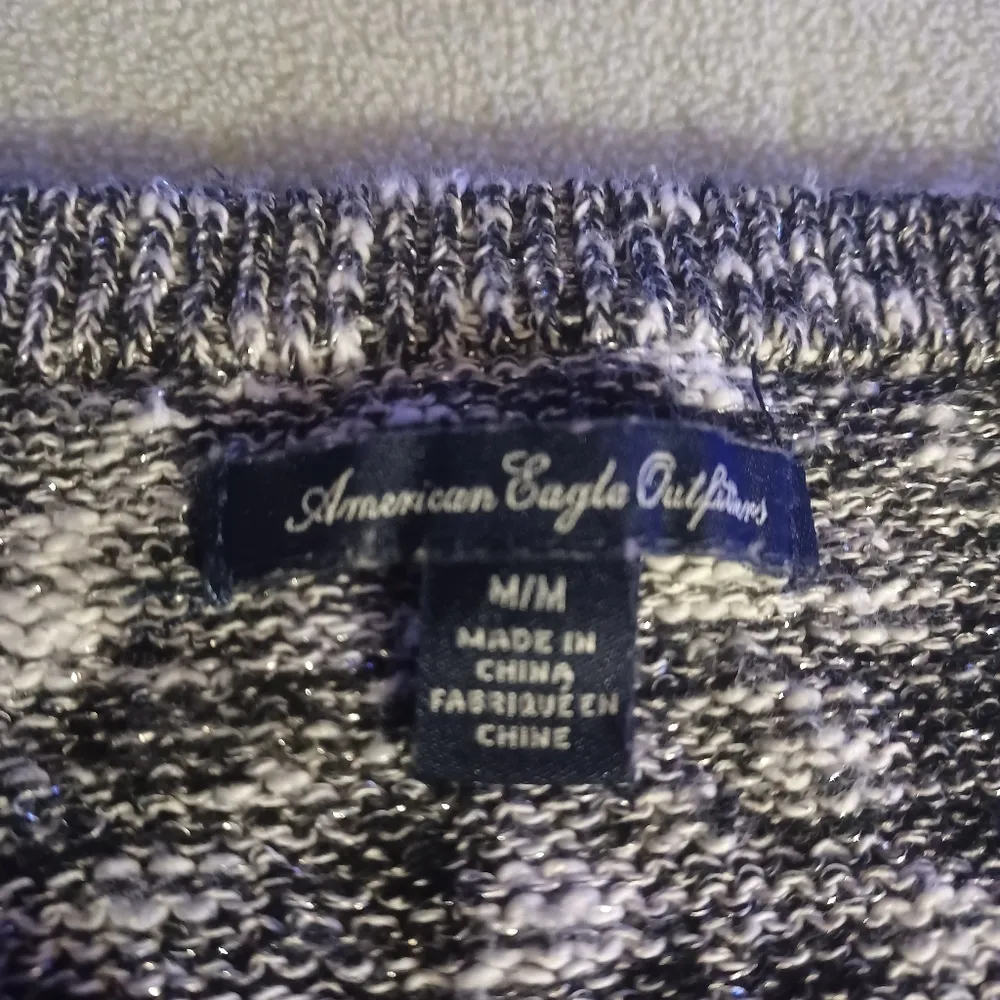 American Eagle Outfitters
M/M
MADE IN
CHINA
FABRIQUÉ EN
CHINE